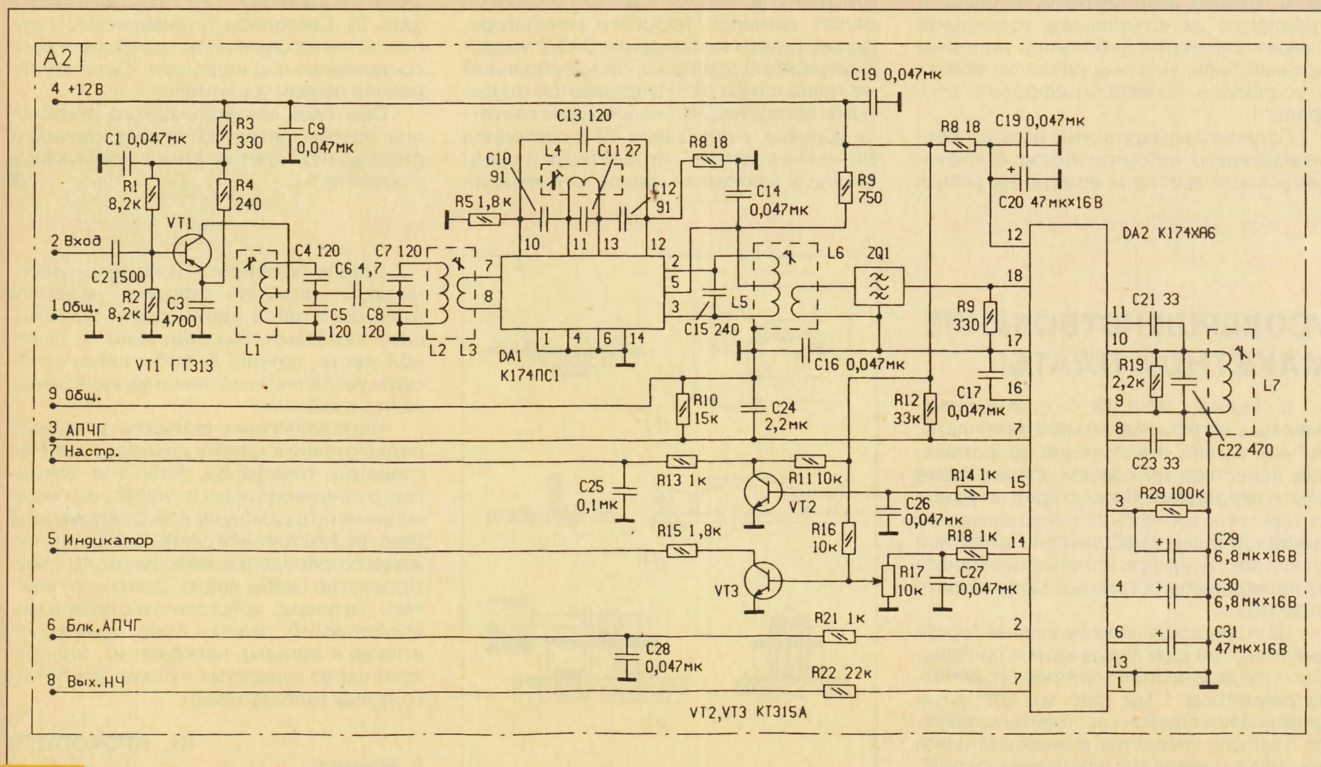 A2
4 +12В
C1 0,047мк
R3
330
C9
0,047мк
R1
8,2к
R4
240
VT1
2 Вход
C2 1500
R2
8,2к
C3
4700
1 Общ.
VT1 ГТ313
C4 120
C7 120
C6 4,7
C5
120
C8
120
L1
L2
L3
C13 120
C10
91
L4
C11 27
C12
91
R5 1,8к
10
11
13
12
7
8
2
5
3
1
4
6
14
DA1
К174ПС1
R8 18
C14
0,047мк
R9
750
C19 0,047мк
L5
C15 240
L6
ZQ1
C16 0,047мк
R8 18
C19 0,047мк
C20 47мк×16В
12
DA2 К174ХА6
18
R9
330
17
C17
0,047мк
16
7
C21 33
11
10
R19
2,2к
9
8
C23 33
L7
C22 470
9 Общ.
R10
15к
C24
2,2мк
R12
33к
3 АПЧГ
7 Настр.
R13 1к
C25
0,1мк
R11 10к
VT2
R14 1к
15
C26
0,047мк
3
R29 100к
5 Индикатор
R15 1,8к
VT3
R16
10к
R17
10к
R18 1к
14
C27
0,047мк
C29
6,8мк×16В
4
C30
6,8мк×16В
6
C31
47мк×16В
6 Блк.АПЧГ
C28
0,047мк
R21 1к
2
8 Вых.НЧ
R22 22к
7
13
1
VT2,VT3 КТ315А